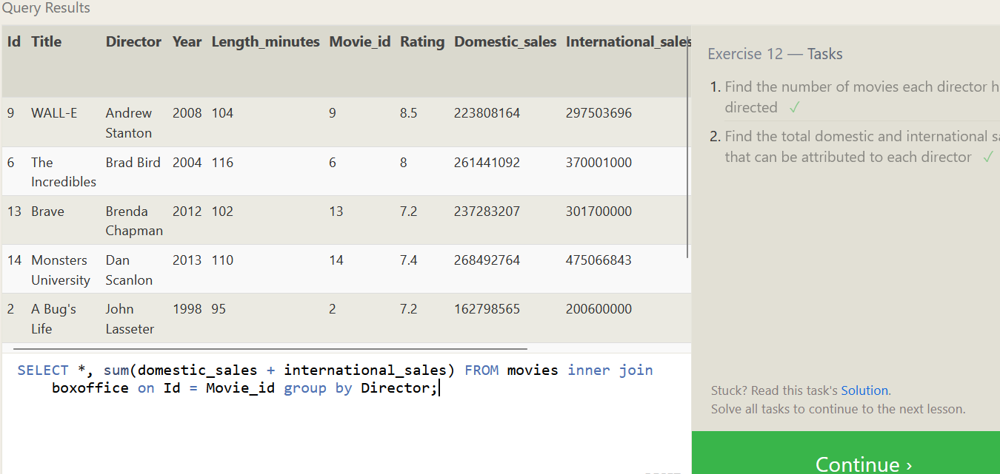 Query Results
Id Title Director Year Length_minutes Movie_id Rating Domestic_sales International_sales
9 WALL-E Andrew 2008 104 9 8.5 223808164 297503696
Stanton
6 The Brad Bird 2004 116 6 8 261441092 370001000
Incredibles
13 Brave Brenda 2012 102 13 7.2 237283207 301700000
Chapman
14 Monsters Dan 2013 110 14 7.4 268492764 475066843
University Scanlon
2 A Bug's John 1998 95 2 7.2 162798565 200600000
Life Lasseter
SELECT *, sum(domestic_sales + international_sales) FROM movies inner join
boxoffice on Id = Movie_id group by Director;
Exercise 12 — Tasks
1. Find the number of movies each director h
directed ✓
2. Find the total domestic and international sa
that can be attributed to each director ✓
Stuck? Read this task's Solution.
Solve all tasks to continue to the next lesson.
Continue ›